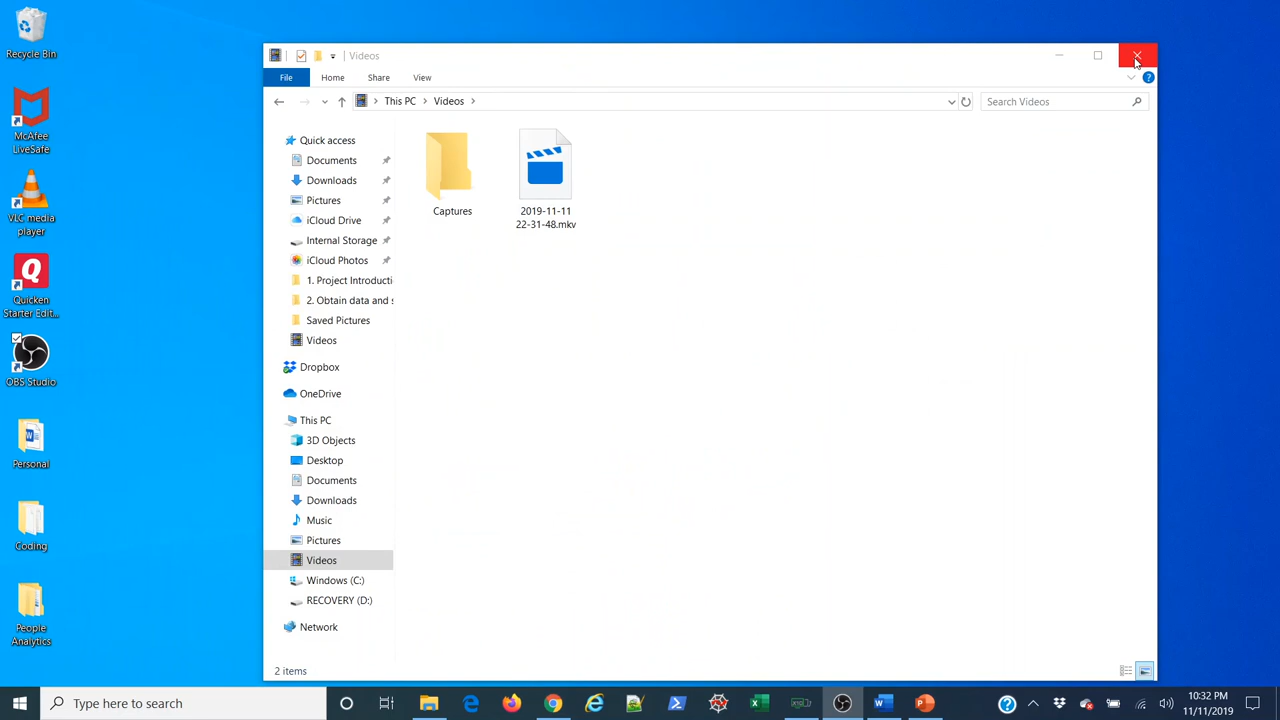 Recycle Bin
McAfee
LiveSafe
VLC media
player
Quicken
Starter Edit...
OBS Studio
Personal
Coding
People
Analytics
Videos
File
Home
Share
View
This PC
Videos
Search Videos
Quick access
Documents
Downloads
Pictures
iCloud Drive
Internal Storage
iCloud Photos
1. Project Introducti
2. Obtain data and s
Saved Pictures
Videos
Dropbox
OneDrive
This PC
3D Objects
Desktop
Documents
Downloads
Music
Pictures
Videos
Windows (C:)
RECOVERY (D:)
Network
Captures
2019-11-11
22-31-48.mkv
2 items
Type here to search
10:32 PM
11/11/2019